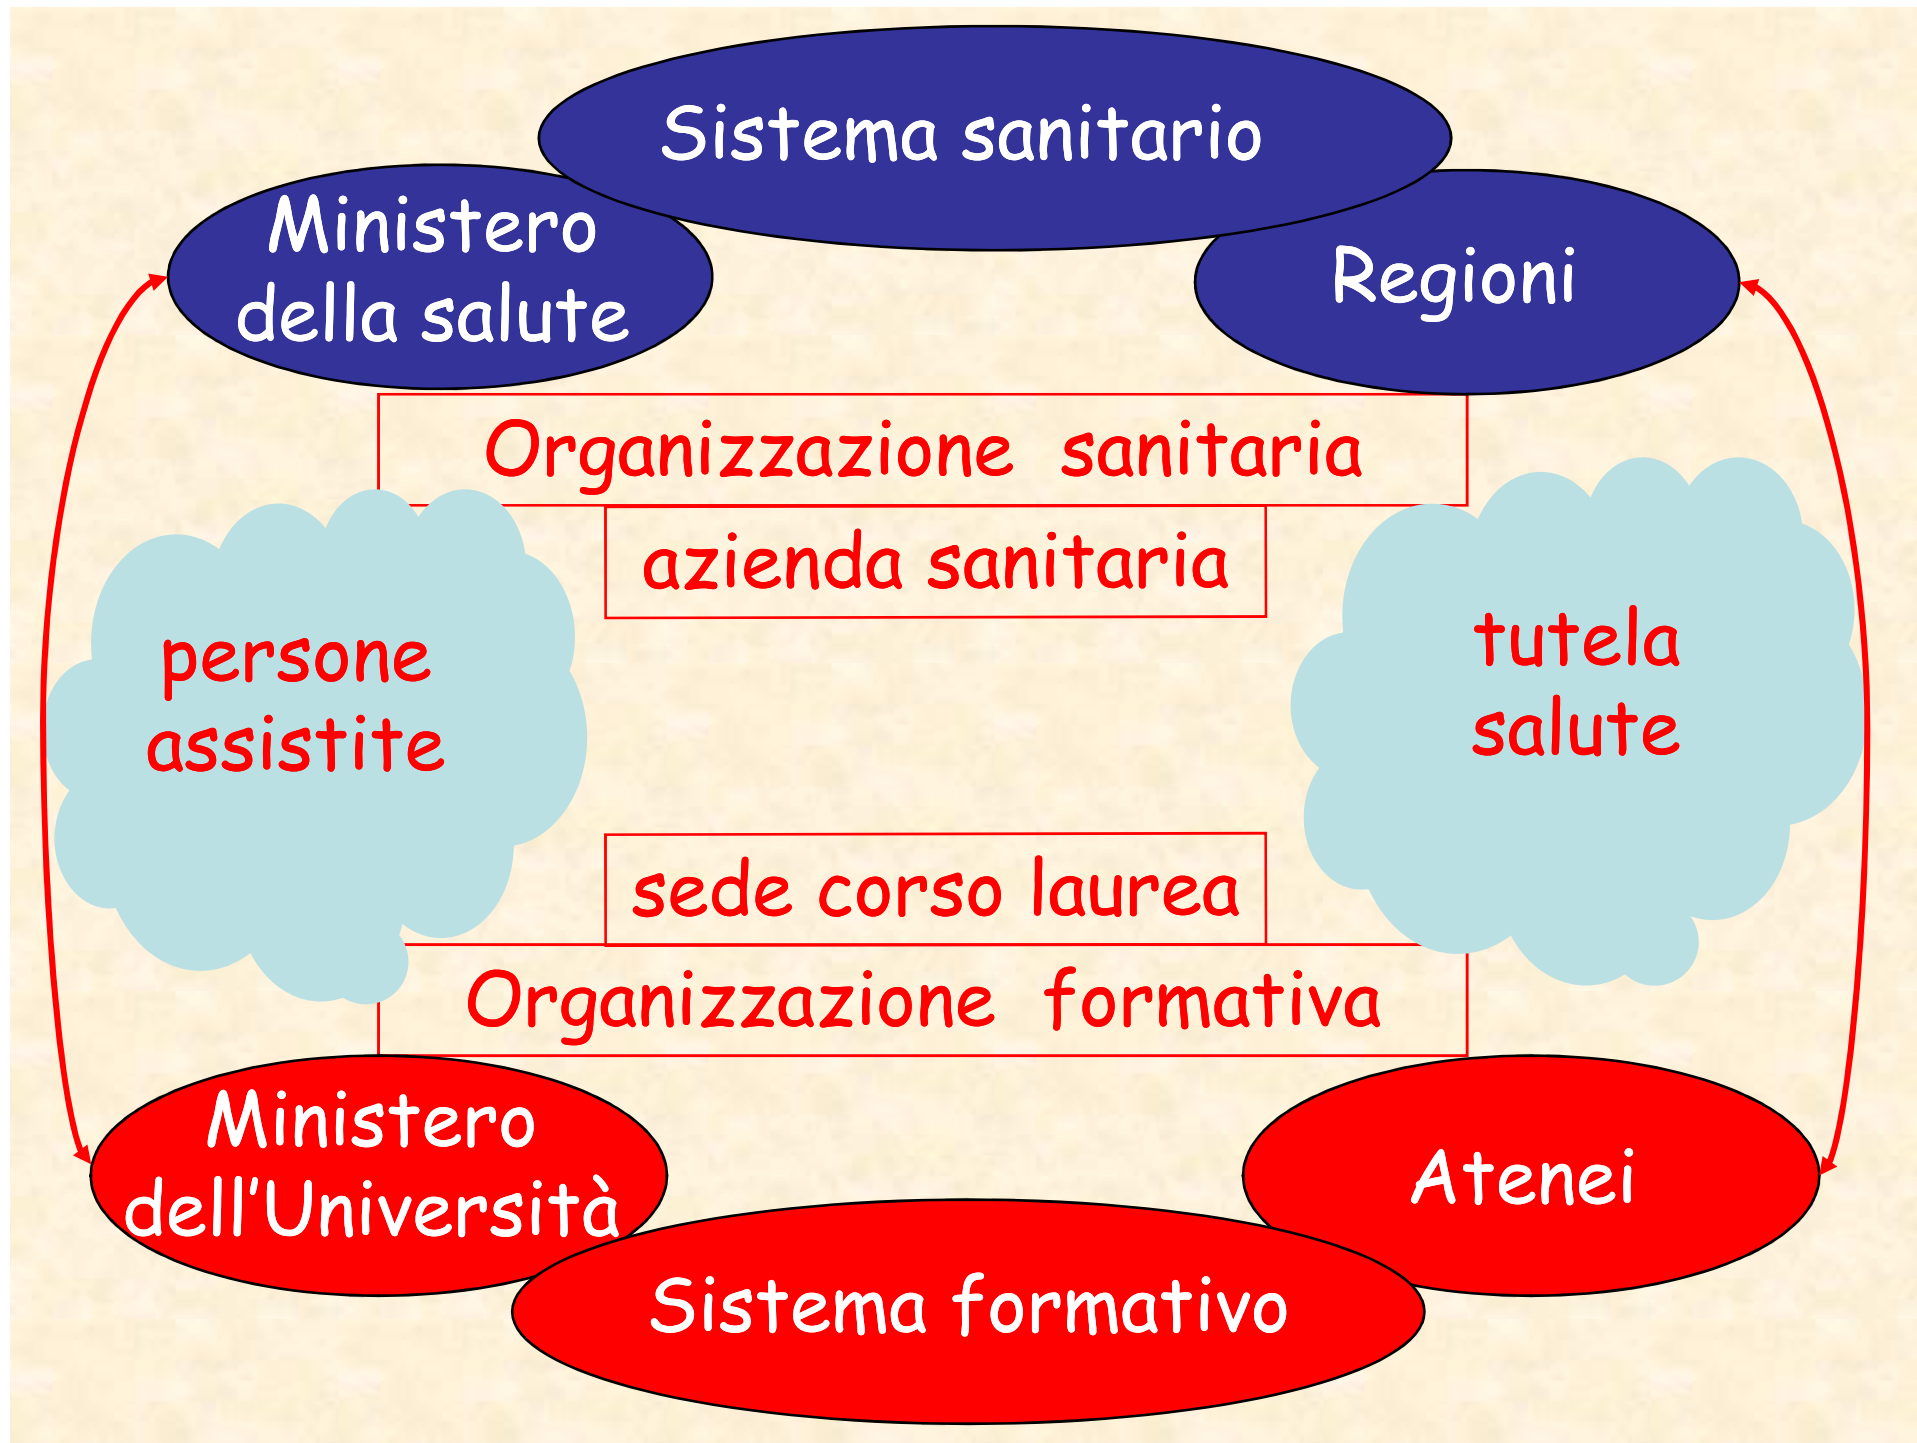 Sistema sanitario
Ministero
della salute
Regioni
Organizzazione sanitaria
azienda sanitaria
persone
assistite
tutela
salute
sede corso laurea
Organizzazione formativa
Ministero
dell'Università
Atenei
Sistema formativo